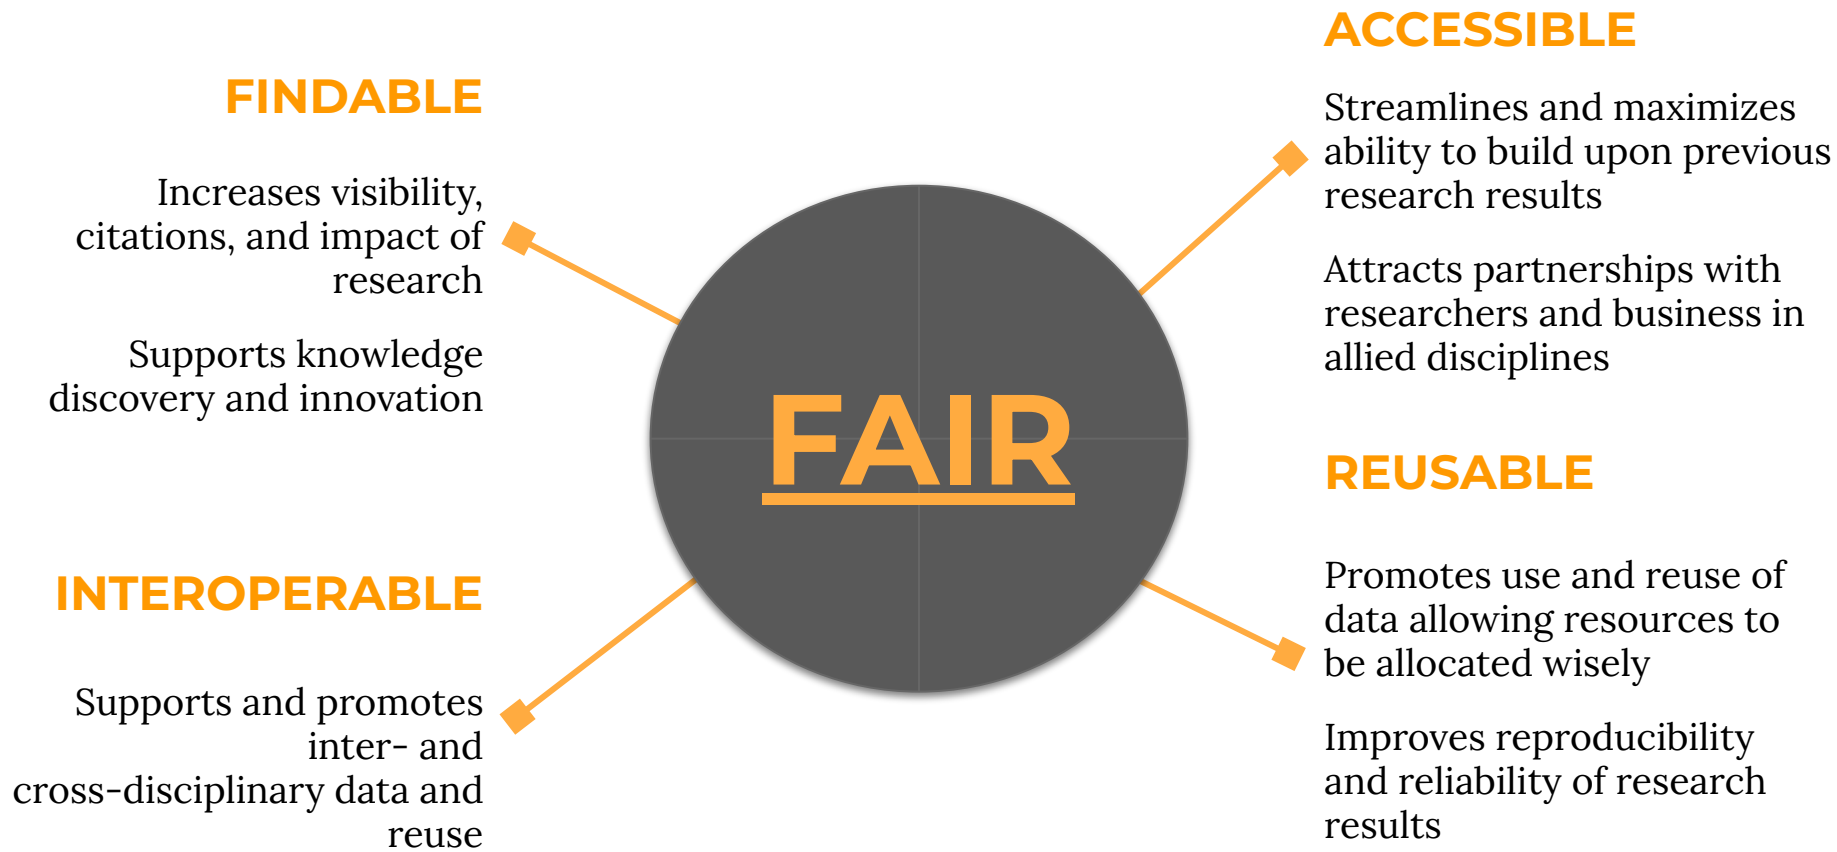 FINDABLE
Increases visibility,
citations, and impact of
research
Supports knowledge
discovery and innovation
ACCESSIBLE
Streamlines and maximizes
ability to build upon previous
research results
Attracts partnerships with
researchers and business in
allied disciplines
FAIR
INTEROPERABLE
Supports and promotes
inter- and
cross-disciplinary data and
reuse
REUSABLE
Promotes use and reuse of
data allowing resources to
be allocated wisely
Improves reproducibility
and reliability of research
results